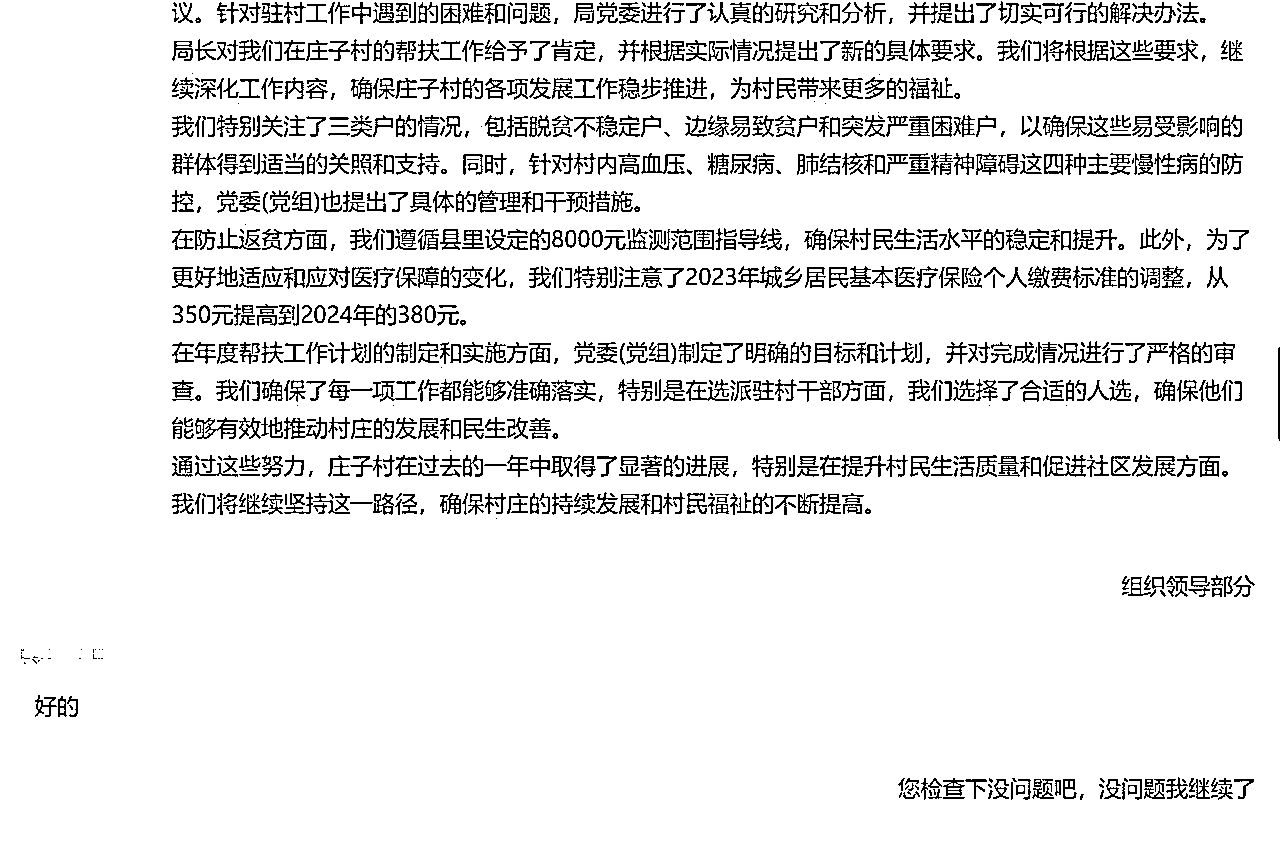 议。针对驻村工作中遇到的困难和问题，局党委进行了认真的研究和分析，并提出了切实可行的解决办法。
局长对我们在庄子村的帮扶工作给予了肯定，并根据实际情况提出了新的具体要求。我们将根据这些要求，继
续深化工作内容，确保庄子村的各项发展工作稳步推进，为村民带来更多的福祉。
我们特别关注了三类户的情况，包括脱贫不稳定户、边缘易致贫户和突发严重困难户，以确保这些易受影响的
群体得到适当的关照和支持。同时，针对村内高血压、糖尿病、肺结核和严重精神障碍这四种主要慢性病的防
控，党委(党组)也提出了具体的管理和干预措施。
在防止返贫方面，我们遵循县里设定的8000元监测范围指导线，确保村民生活水平的稳定和提升。此外，为了
更好地适应和应对医疗保障的变化，我们特别注意了2023年城乡居民基本医疗保险个人缴费标准的调整，从
350元提高到2024年的380元。
在年度帮扶工作计划的制定和实施方面，党委(党组)制定了明确的目标和计划，并对完成情况进行了严格的审
查。我们确保了每一项工作都能够准确落实，特别是在选派驻村干部方面，我们选择了合适的人选，确保他们
能够有效地推动村庄的发展和民生改善。
通过这些努力，庄子村在过去的一年中取得了显著的进展，特别是在提升村民生活质量和促进社区发展方面。
我们将继续坚持这一路径，确保村庄的持续发展和村民福祉的不断提高。
组织领导部分
好的
您检查下没问题吧，没问题我继续了